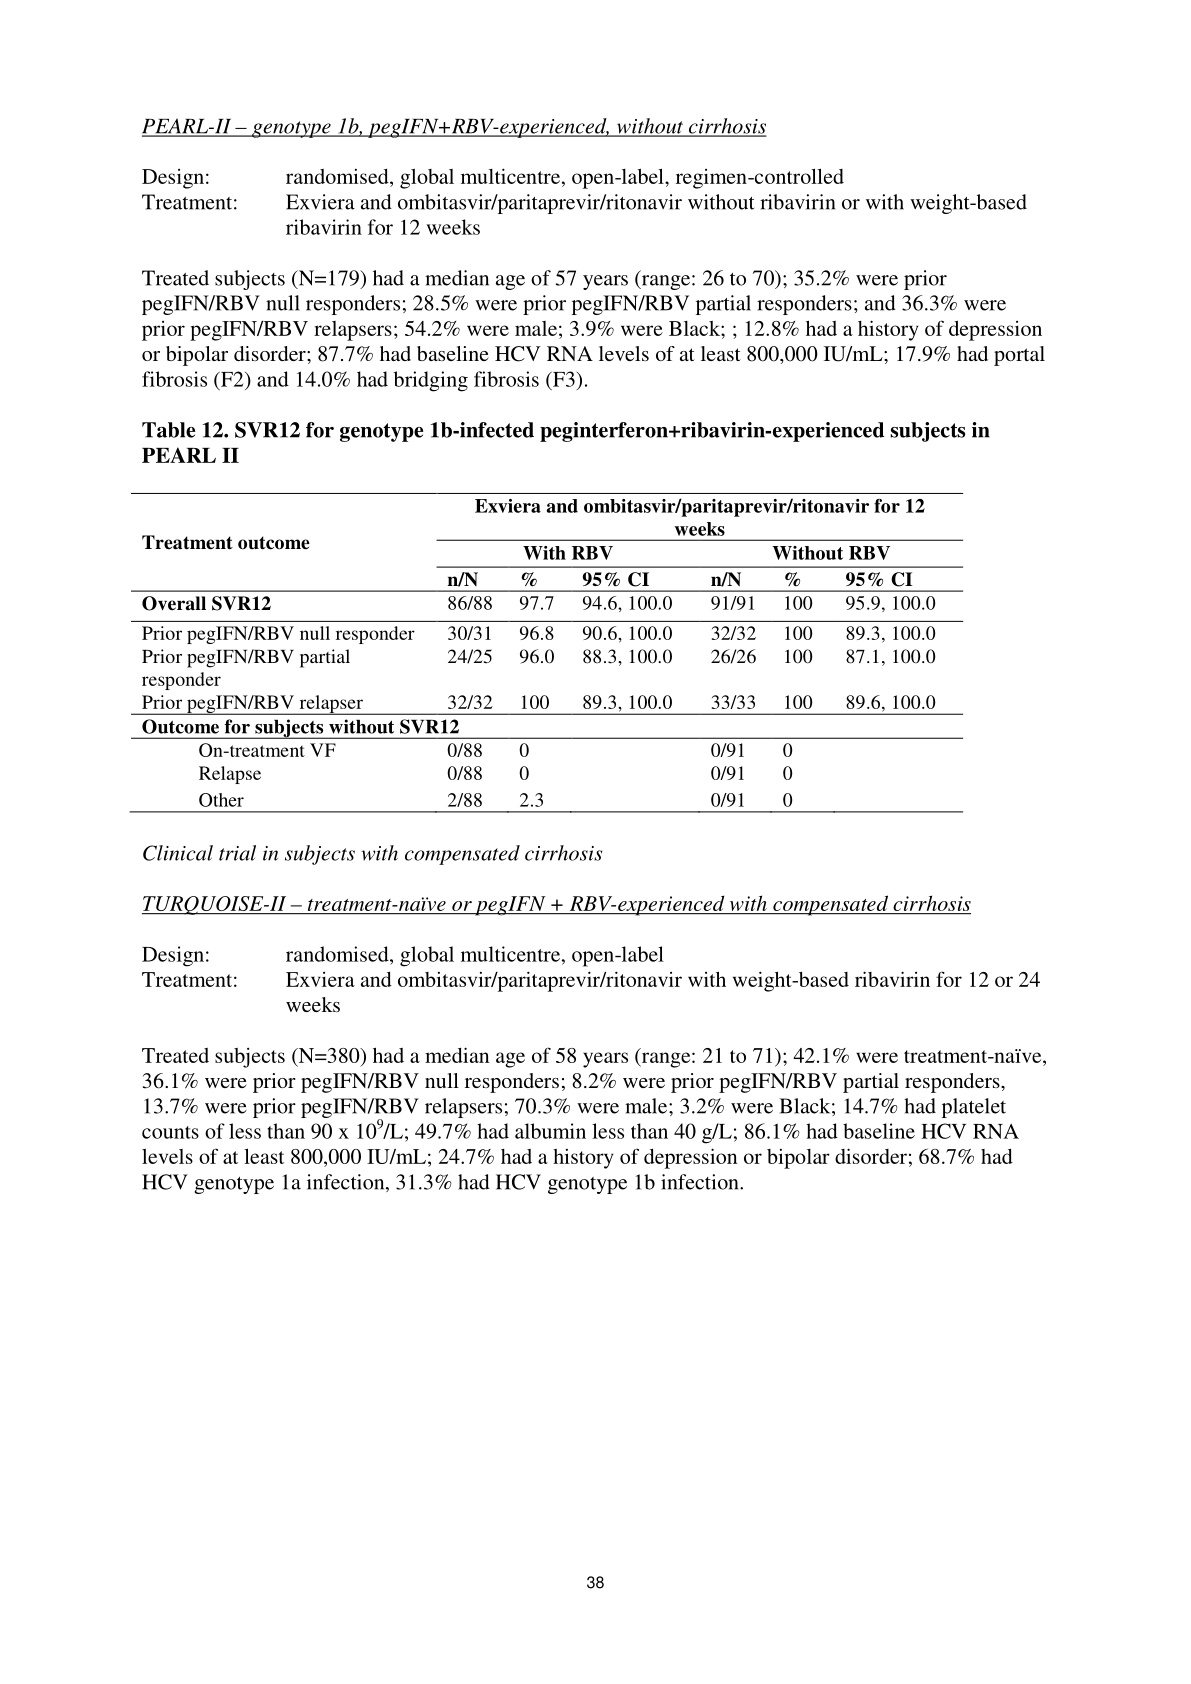 PEARL-II – genotype 1b, pegIFN+RBV-experienced, without cirrhosis
Design: randomised, global multicentre, open-label, regimen-controlled
Treatment: Exviera and ombitasvir/paritaprevir/ritonavir without ribavirin or with weight-based
ribavirin for 12 weeks
Treated subjects (N=179) had a median age of 57 years (range: 26 to 70); 35.2% were prior
pegIFN/RBV null responders; 28.5% were prior pegIFN/RBV partial responders; and 36.3% were
prior pegIFN/RBV relapsers; 54.2% were male; 3.9% were Black; ; 12.8% had a history of depression
or bipolar disorder; 87.7% had baseline HCV RNA levels of at least 800,000 IU/mL; 17.9% had portal
fibrosis (F2) and 14.0% had bridging fibrosis (F3).
Table 12. SVR12 for genotype 1b-infected peginterferon+ribavirin-experienced subjects in
PEARL II
Exviera and ombitasvir/paritaprevir/ritonavir for 12
weeks
Treatment outcome
With RBV Without RBV
n/N % 95% CI n/N % 95% CI
Overall SVR12 86/88 97.7 94.6, 100.0 91/91 100 95.9, 100.0
Prior pegIFN/RBV null responder 30/31 96.8 90.6, 100.0 32/32 100 89.3, 100.0
Prior pegIFN/RBV partial 24/25 96.0 88.3, 100.0 26/26 100 87.1, 100.0
responder
Prior pegIFN/RBV relapser 32/32 100 89.3, 100.0 33/33 100 89.6, 100.0
Outcome for subjects without SVR12
On-treatment VF 0/88 0 0/91 0
Relapse 0/88 0 0/91 0
Other 2/88 2.3 0/91 0
Clinical trial in subjects with compensated cirrhosis
TURQUOISE-II – treatment-naïve or pegIFN + RBV-experienced with compensated cirrhosis
Design: randomised, global multicentre, open-label
Treatment: Exviera and ombitasvir/paritaprevir/ritonavir with weight-based ribavirin for 12 or 24
weeks
Treated subjects (N=380) had a median age of 58 years (range: 21 to 71); 42.1% were treatment-naïve,
36.1% were prior pegIFN/RBV null responders; 8.2% were prior pegIFN/RBV partial responders,
13.7% were prior pegIFN/RBV relapsers; 70.3% were male; 3.2% were Black; 14.7% had platelet
counts of less than 90 x 10⁹/L; 49.7% had albumin less than 40 g/L; 86.1% had baseline HCV RNA
levels of at least 800,000 IU/mL; 24.7% had a history of depression or bipolar disorder; 68.7% had
HCV genotype 1a infection, 31.3% had HCV genotype 1b infection.
38